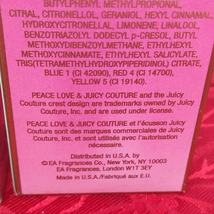 BUTYLPHENYL METHYLPROPIONAL,
CITRAL, CITRONELLOL, GERANIOL, HEXYL CINNAMAL,
HYDROXYCITRONELLAL, LIMONENE, LINALOOL,
BENZOTRIAZOLYL DODECYL p-CRESOL, BUTYL
METHOXYDIBENZOYLMETHANE, ETHYLHEXYL
METHOXYCINNAMATE, ETHYLHEXYL SALICYLATE,
TRIS(TETRAMETHYLHYDROXYPIPERIDINOL) CITRATE,
BLUE 1 (CI 42090), RED 4 (CI 14700),
YELLOW 5 (CI 19140).
PEACE LOVE & JUICY COUTURE and the Juicy
Couture crest design are trademarks owned by Juicy
Couture, Inc. and are used under license.
PEACE LOVE & JUICY COUTURE et l'écusson Juicy
Couture sont des marques commerciales de Juicy
Couture, Inc. et sont utilisées avec
autorisation.
Distributed in U.S.A. by
©EA Fragrances Co., New York, NY 10003
EA Fragrances, London W1T 3EY
Made in U.S.A./Fabriqué aux E.U.